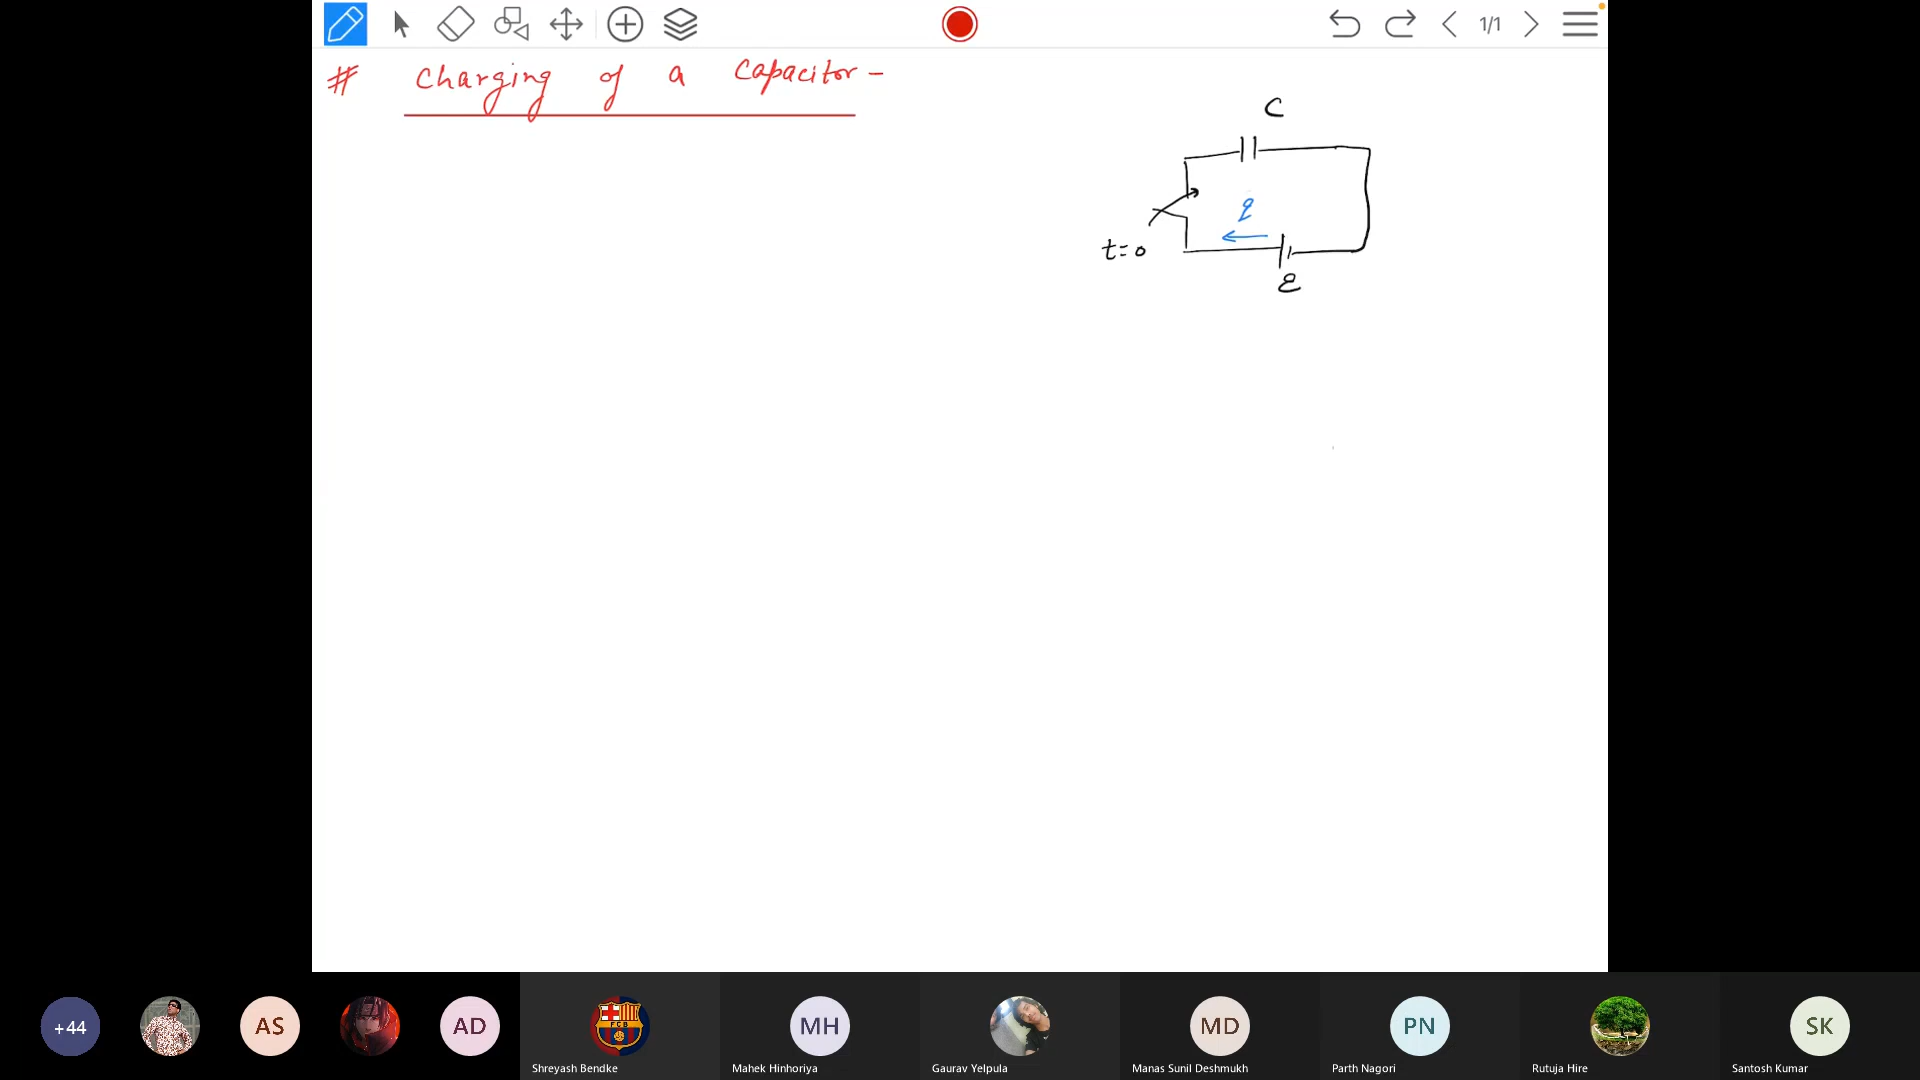 1/1
# Charging of a Capacitor -
C
q
t=0
ε
+44
AS
AD
FCB
MH
MD
PN
SK
Shreyash Bendke
Mahek Hinhoriya
Gaurav Yelpula
Manas Sunil Deshmukh
Parth Nagori
Rutuja Hire
Santosh Kumar